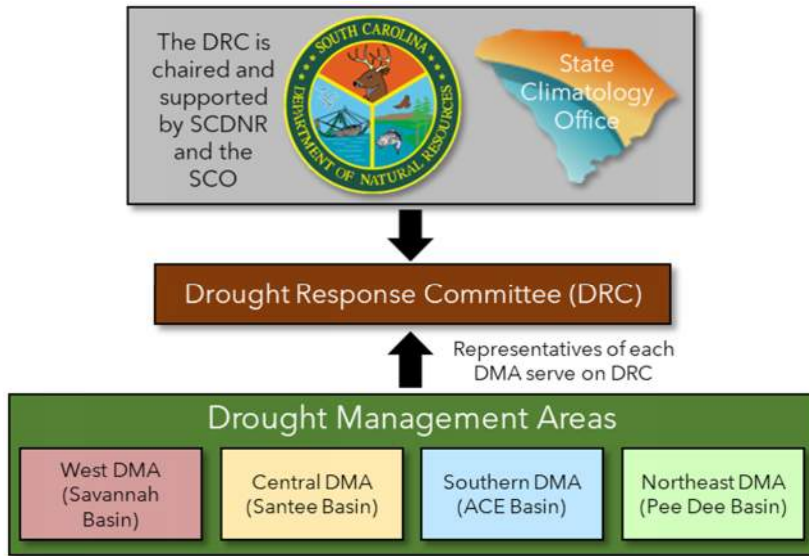 The DRC is
chaired and
supported
by SCDNR
and the
SCO
SOUTH CAROLINA
DEPARTMENT OF NATURAL RESOURCES
State
Climatology
Office
Drought Response Committee (DRC)
Representatives of each
DMA serve on DRC
Drought Management Areas
West DMA
(Savannah
Basin)
Central DMA
(Santee Basin)
Southern DMA
(ACE Basin)
Northeast DMA
(Pee Dee Basin)